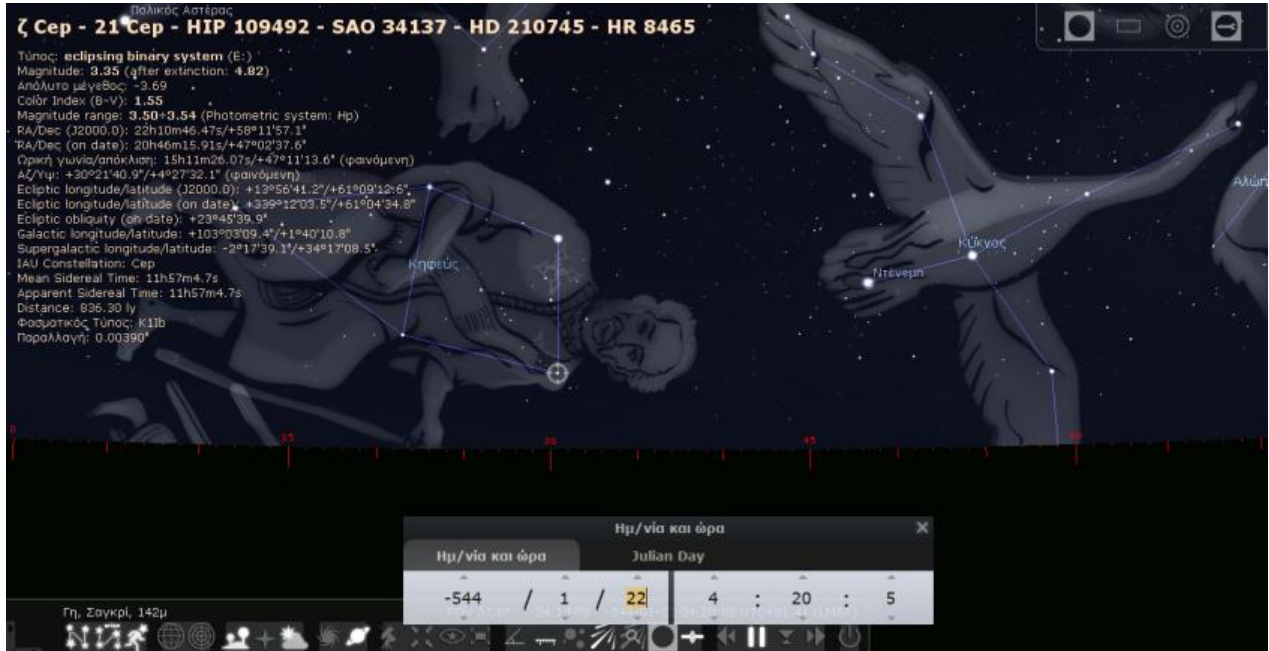 Πολικός Αστέρας
ζ Cep - 21 Cep - HIP 109492 - SAO 34137 - HD 210745 - HR 8465
Τύπος: eclipsing binary system (E:)
Magnitude: 3.35 (after extinction: 4.82)
Απόλυτο μέγεθος: -3.69
Color Index (B-V): 1.55
Magnitude range: 3.50÷3.54 (Photometric system: Hp)
RA/Dec (J2000.0): 22h10m46.47s/+58°11'57.1"
RA/Dec (on date): 20h46m15.91s/+47°02'37.6"
Ωρική γωνία/απόκλιση: 15h11m26.07s/+47°11'13.6" (φαινόμενη)
Αζ/Υψ: +30°21'40.9"/+4°27'32.1" (φαινόμενη)
Ecliptic longitude/latitude (J2000.0): +13°56'41.2"/+61°09'12.6"
Ecliptic longitude/latitude (on date): +339°12'03.5"/+61°04'34.8"
Ecliptic obliquity (on date): +23°45'39.9"
Galactic longitude/latitude: +103°03'09.4"/+1°40'10.8"
Supergalactic longitude/latitude: -2°17'39.1"/+34°17'08.5"
IAU Constellation: Cep
Mean Sidereal Time: 11h57m4.7s
Apparent Sidereal Time: 11h57m4.7s
Distance: 836.30 ly
Φασματικός Τύπος: K1Ib
Παραλλαγή: 0.00390"
Κηφεύς
Κύκνος
Ντένεμπ
Αλώπ
0 15 30 45 60
Ημ/νία και ώρα
Ημ/νία και ώρα Julian Day
-544 / 1 / 22 4 : 20 : 5
Γη, Σαγκρί, 142μ